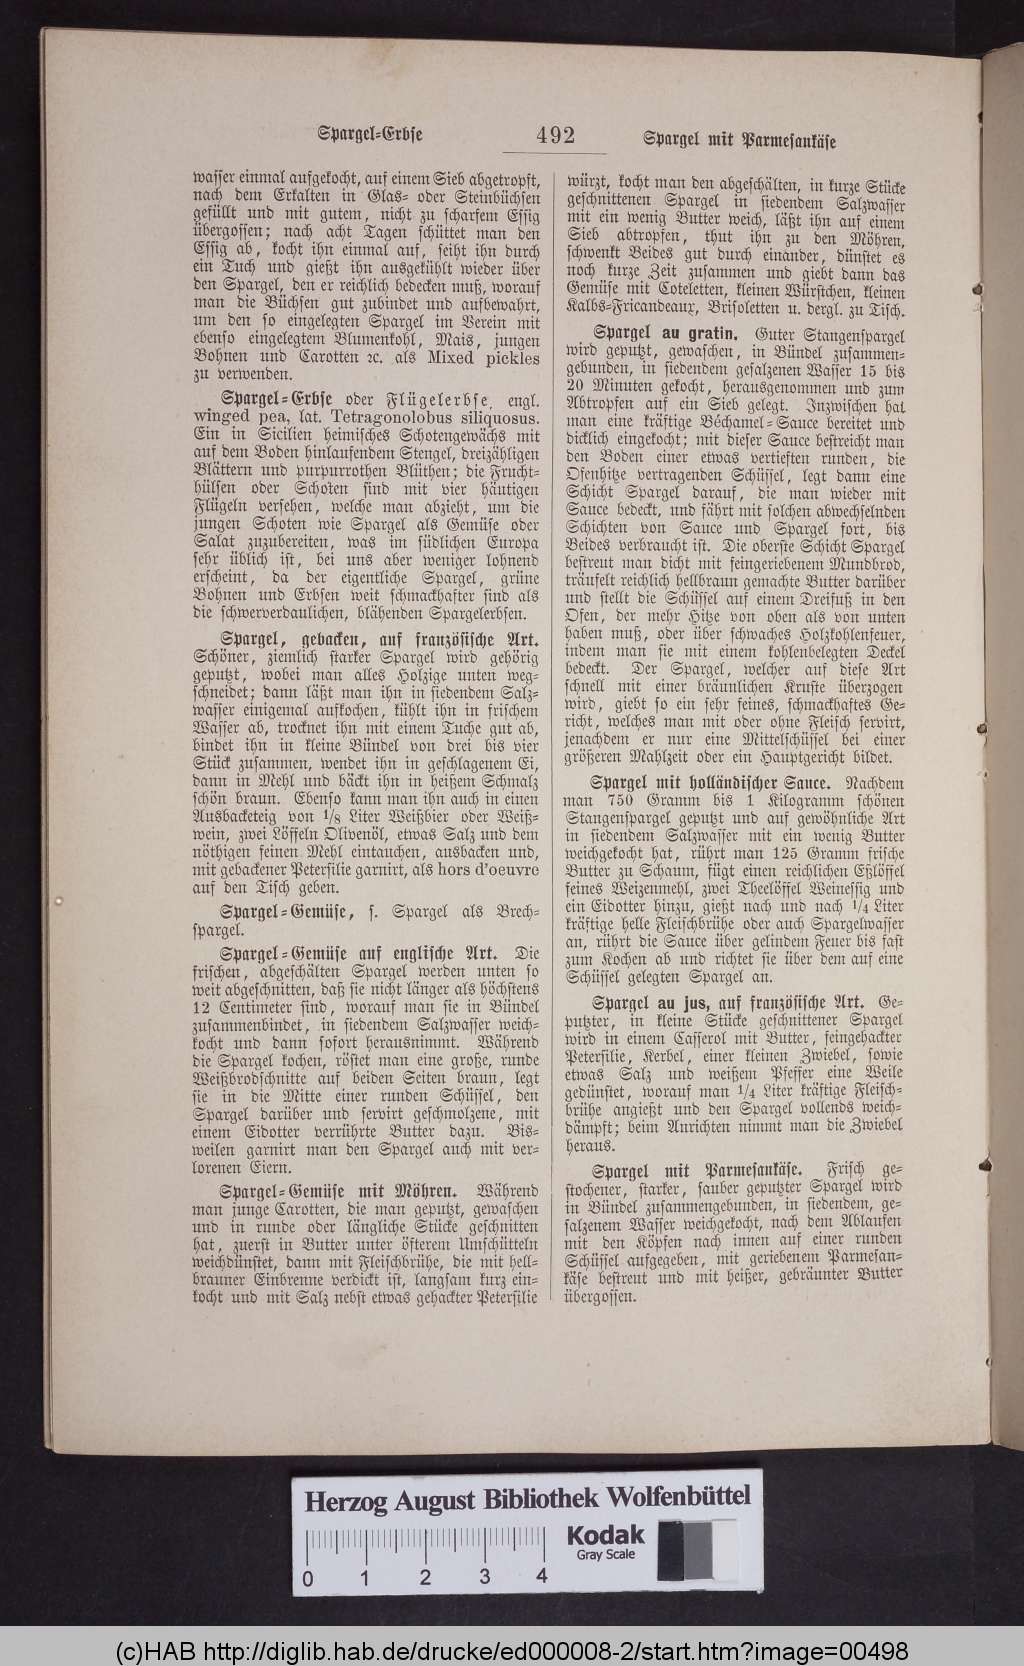 Spargel-Erbse 492 Spargel mit Parmesankäse
wasser einmal aufgekocht, auf einem Sieb abgetropft,
nach dem Erkalten in Glas- oder Steinbüchsen
gefüllt und mit gutem, nicht zu scharfem Essig
übergossen; nach acht Tagen schüttet man den
Essig ab, kocht ihn einmal auf, seiht ihn durch
ein Tuch und gießt ihn ausgekühlt wieder über
den Spargel, den er reichlich bedecken muß, worauf
man die Büchsen gut zubindet und aufbewahrt,
um den so eingelegten Spargel im Verein mit
ebenso eingelegtem Blumenkohl, Mais, jungen
Bohnen und Carotten ꝛc. als Mixed pickles
zu verwenden.
Spargel-Erbse oder Flügelerbse, engl.
winged pea, lat. Tetragonolobus siliquosus.
Ein in Sicilien heimisches Schotengewächs mit
auf dem Boden hinlaufendem Stengel, dreizähligen
Blättern und purpurrothen Blüthen; die Frucht-
hülsen oder Schoten sind mit vier häutigen
Flügeln versehen, welche man abzieht, um die
jungen Schoten wie Spargel als Gemüse oder
Salat zuzubereiten, was im südlichen Europa
sehr üblich ist, bei uns aber weniger lohnend
erscheint, da der eigentliche Spargel, grüne
Bohnen und Erbsen weit schmackhafter sind als
die schwerverdaulichen, blähenden Spargelerbsen.
Spargel, gebacken, auf französische Art.
Schöner, ziemlich starker Spargel wird gehörig
geputzt, wobei man alles Holzige unten weg-
schneidet; dann läßt man ihn in siedendem Salz-
wasser einigemal aufkochen, kühlt ihn in frischem
Wasser ab, trocknet ihn mit einem Tuche gut ab,
bindet ihn in kleine Bündel von drei bis vier
Stück zusammen, wendet ihn in geschlagenem Ei,
dann in Mehl und bäckt ihn in heißem Schmalz
schön braun. Ebenso kann man ihn auch in einen
Ausbacketeig von 1/8 Liter Weißbier oder Weiß-
wein, zwei Löffeln Olivenöl, etwas Salz und dem
nöthigen feinen Mehl eintauchen, ausbacken und,
mit gebackener Petersilie garnirt, als hors d'oeuvre
auf den Tisch geben.
Spargel-Gemüse, s. Spargel als Brech-
spargel.
Spargel-Gemüse auf englische Art. Die
frischen, abgeschälten Spargel werden unten so
weit abgeschnitten, daß sie nicht länger als höchstens
12 Centimeter sind, worauf man sie in Bündel
zusammenbindet, in siedendem Salzwasser weich-
kocht und dann sofort herausnimmt. Während
die Spargel kochen, röstet man eine große, runde
Weißbrodschnitte auf beiden Seiten braun, legt
sie in die Mitte einer runden Schüssel, den
Spargel darüber und servirt geschmolzene, mit
einem Eidotter verrührte Butter dazu. Bis-
weilen garnirt man den Spargel auch mit ver-
lorenen Eiern.
Spargel-Gemüse mit Möhren. Während
man junge Carotten, die man geputzt, gewaschen
und in runde oder längliche Stücke geschnitten
hat, zuerst in Butter unter öfterem Umschütteln
weichdünstet, dann mit Fleischbrühe, die mit hell-
brauner Einbrenne verdickt ist, langsam kurz ein-
kocht und mit Salz nebst etwas gehackter Petersilie
würzt, kocht man den abgeschälten, in kurze Stücke
geschnittenen Spargel in siedendem Salzwasser
mit ein wenig Butter weich, läßt ihn auf einem
Sieb abtropfen, thut ihn zu den Möhren,
schwenkt Beides gut durch einander, dünstet es
noch kurze Zeit zusammen und giebt dann das
Gemüse mit Coteletten, kleinen Würstchen, kleinen
Kalbs-Fricandeaux, Brisoletten u. dergl. zu Tisch.
Spargel au gratin. Guter Stangenspargel
wird geputzt, gewaschen, in Bündel zusammen-
gebunden, in siedendem gesalzenen Wasser 15 bis
20 Minuten gekocht, herausgenommen und zum
Abtropfen auf ein Sieb gelegt. Inzwischen hat
man eine kräftige Béchamel-Sauce bereitet und
dicklich eingekocht; mit dieser Sauce bestreicht man
den Boden einer etwas vertieften runden, die
Ofenhitze vertragenden Schüssel, legt dann eine
Schicht Spargel darauf, die man wieder mit
Sauce bedeckt, und fährt mit solchen abwechselnden
Schichten von Sauce und Spargel fort, bis
Beides verbraucht ist. Die oberste Schicht Spargel
bestreut man dicht mit feingeriebenem Mundbrod,
träufelt reichlich hellbraun gemachte Butter darüber
und stellt die Schüssel auf einem Dreifuß in den
Ofen, der mehr Hitze von oben als von unten
haben muß, oder über schwaches Holzkohlenfeuer,
indem man sie mit einem kohlenbelegten Deckel
bedeckt. Der Spargel, welcher auf diese Art
schnell mit einer bräunlichen Kruste überzogen
wird, giebt so ein sehr feines, schmackhaftes Ge-
richt, welches man mit oder ohne Fleisch servirt,
jenachdem er nur eine Mittelschüssel bei einer
größeren Mahlzeit oder ein Hauptgericht bildet.
Spargel mit holländischer Sauce. Nachdem
man 750 Gramm bis 1 Kilogramm schönen
Stangenspargel geputzt und auf gewöhnliche Art
in siedendem Salzwasser mit ein wenig Butter
weichgekocht hat, rührt man 125 Gramm frische
Butter zu Schaum, fügt einen reichlichen Eßlöffel
feines Weizenmehl, zwei Theelöffel Weinessig und
ein Eidotter hinzu, gießt nach und nach 1/4 Liter
kräftige helle Fleischbrühe oder auch Spargelwasser
an, rührt die Sauce über gelindem Feuer bis fast
zum Kochen ab und richtet sie über dem auf eine
Schüssel gelegten Spargel an.
Spargel au jus, auf französische Art. Ge-
putzter, in kleine Stücke geschnittener Spargel
wird in einem Casserol mit Butter, feingehackter
Petersilie, Kerbel, einer kleinen Zwiebel, sowie
etwas Salz und weißem Pfeffer eine Weile
gedünstet, worauf man 1/4 Liter kräftige Fleisch-
brühe angießt und den Spargel vollends weich-
dämpft; beim Anrichten nimmt man die Zwiebel
heraus.
Spargel mit Parmesankäse. Frisch ge-
stochener, starker, sauber geputzter Spargel wird
in Bündel zusammengebunden, in siedendem, ge-
salzenem Wasser weichgekocht, nach dem Ablaufen
mit den Köpfen nach innen auf einer runden
Schüssel aufgegeben, mit geriebenem Parmesan-
käse bestreut und mit heißer, gebräunter Butter
übergossen.
Herzog August Bibliothek Wolfenbüttel
Kodak
Gray Scale
0 1 2 3 4
(c)HAB http://diglib.hab.de/drucke/ed000008-2/start.htm?image=00498